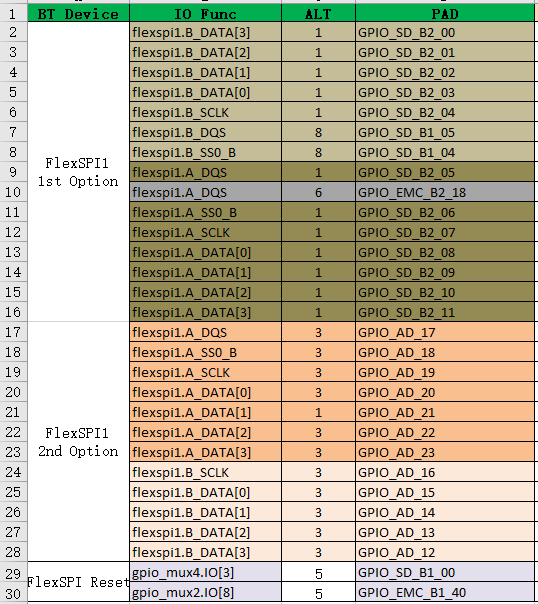 1 BT Device IO Func ALT PAD
2 flexspi1.B_DATA[3] 1 GPIO_SD_B2_00
3 flexspi1.B_DATA[2] 1 GPIO_SD_B2_01
4 flexspi1.B_DATA[1] 1 GPIO_SD_B2_02
5 flexspi1.B_DATA[0] 1 GPIO_SD_B2_03
6 flexspi1.B_SCLK 1 GPIO_SD_B2_04
7 flexspi1.B_DQS 8 GPIO_SD_B1_05
8 flexspi1.B_SS0_B 8 GPIO_SD_B1_04
FlexSPI1
1st Option
9 flexspi1.A_DQS 1 GPIO_SD_B2_05
10 flexspi1.A_DQS 6 GPIO_EMC_B2_18
11 flexspi1.A_SS0_B 1 GPIO_SD_B2_06
12 flexspi1.A_SCLK 1 GPIO_SD_B2_07
13 flexspi1.A_DATA[0] 1 GPIO_SD_B2_08
14 flexspi1.A_DATA[1] 1 GPIO_SD_B2_09
15 flexspi1.A_DATA[2] 1 GPIO_SD_B2_10
16 flexspi1.A_DATA[3] 1 GPIO_SD_B2_11
17 flexspi1.A_DQS 3 GPIO_AD_17
18 flexspi1.A_SS0_B 3 GPIO_AD_18
19 flexspi1.A_SCLK 3 GPIO_AD_19
20 flexspi1.A_DATA[0] 3 GPIO_AD_20
21 flexspi1.A_DATA[1] 1 GPIO_AD_21
22 flexspi1.A_DATA[2] 3 GPIO_AD_22
FlexSPI1
2nd Option
23 flexspi1.A_DATA[3] 3 GPIO_AD_23
24 flexspi1.B_SCLK 3 GPIO_AD_16
25 flexspi1.B_DATA[0] 3 GPIO_AD_15
26 flexspi1.B_DATA[1] 3 GPIO_AD_14
27 flexspi1.B_DATA[2] 3 GPIO_AD_13
28 flexspi1.B_DATA[3] 3 GPIO_AD_12
29 gpio_mux4.IO[3] 5 GPIO_SD_B1_00
FlexSPI Reset
30 gpio_mux2.IO[8] 5 GPIO_EMC_B1_40